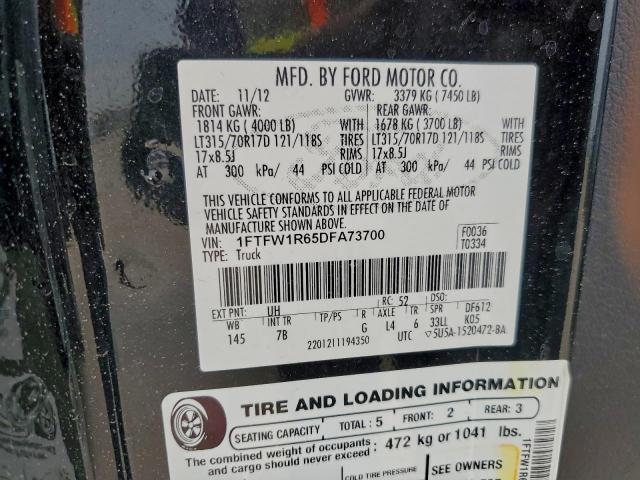 MFD. BY FORD MOTOR CO.
DATE: 11/12 GVWR: 3379 KG ( 7450 LB)
FRONT GAWR: REAR GAWR:
1814 KG ( 4000 LB) WITH 1678 KG ( 3700 LB) WITH
LT315/70R17D 121/118S TIRES LT315/70R17D 121/118S TIRES
17x8.5J RIMS 17x8.5J RIMS
AT 300 kPa/ 44 PSI COLD AT 300 kPa/ 44 PSI COLD
THIS VEHICLE CONFORMS TO ALL APPLICABLE FEDERAL MOTOR
VEHICLE SAFETY STANDARDS IN EFFECT ON THE DATE OF
MANUFACTURE SHOWN ABOVE.
VIN: 1FTFW1R65DFA73700 F0036
TYPE: Truck T0334
EXT PNT: UH RC: 52 DSO:
WB INT TR TP/PS R AXLE TR SPR DF612
145 7B G L4 6 33LL K05
2201211194350 UTC 5U5A-1520472-BA
TIRE AND LOADING INFORMATION
SEATING CAPACITY TOTAL : 5 FRONT: 2 REAR: 3
The combined weight of occupants 472 kg or 1041 lbs.
and cargo should never exceed:
COLD TIRE PRESSURE SEE OWNERS
1FTFW1R6